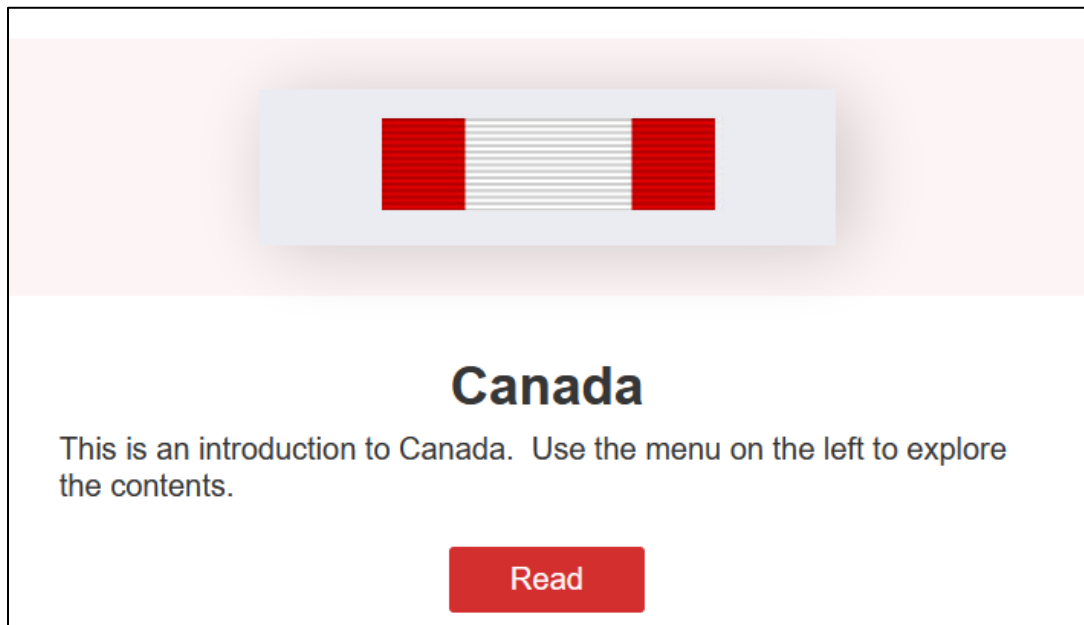 Canada
This is an introduction to Canada.  Use the menu on the left to explore
the contents.
Read